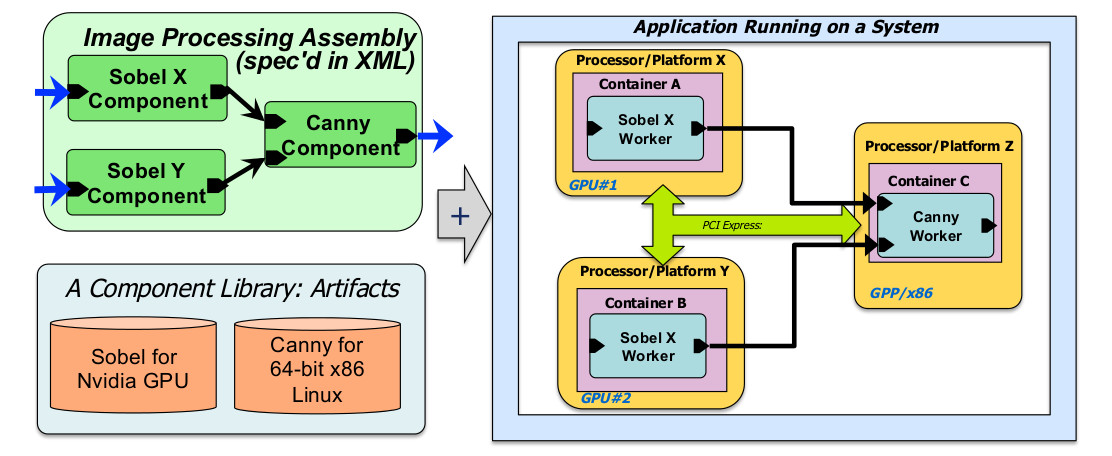 Image Processing Assembly
(spec'd in XML)
Sobel X
Component
Canny
Component
Sobel Y
Component
A Component Library: Artifacts
Sobel for
Nvidia GPU
Canny for
64-bit x86
Linux
+
Application Running on a System
Processor/Platform X
Container A
Sobel X
Worker
GPU#1
PCI Express:
Processor/Platform Y
Container B
Sobel X
Worker
GPU#2
Processor/Platform Z
Container C
Canny
Worker
GPP/x86